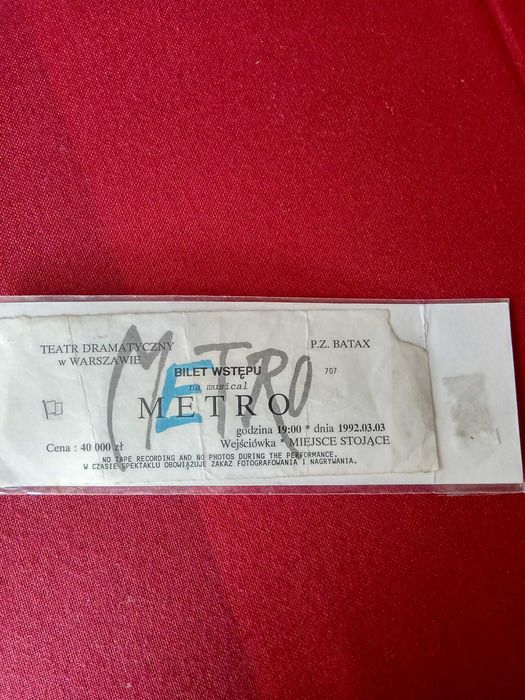 TEATR DRAMATYCZNY
w WARSZAWIE
P.Z. BATAX
METRO
BILET WSTĘPU
707
na musical
METRO
godzina 19:00 * dnia 1992.03.03
Cena : 40 000 zł
Wejściówka * MIEJSCE STOJĄCE
NO TAPE RECORDING AND NO PHOTOS DURING THE PERFORMANCE.
W CZASIE SPEKTAKLU OBOWIĄZUJE ZAKAZ FOTOGRAFOWANIA I NAGRYWANIA.